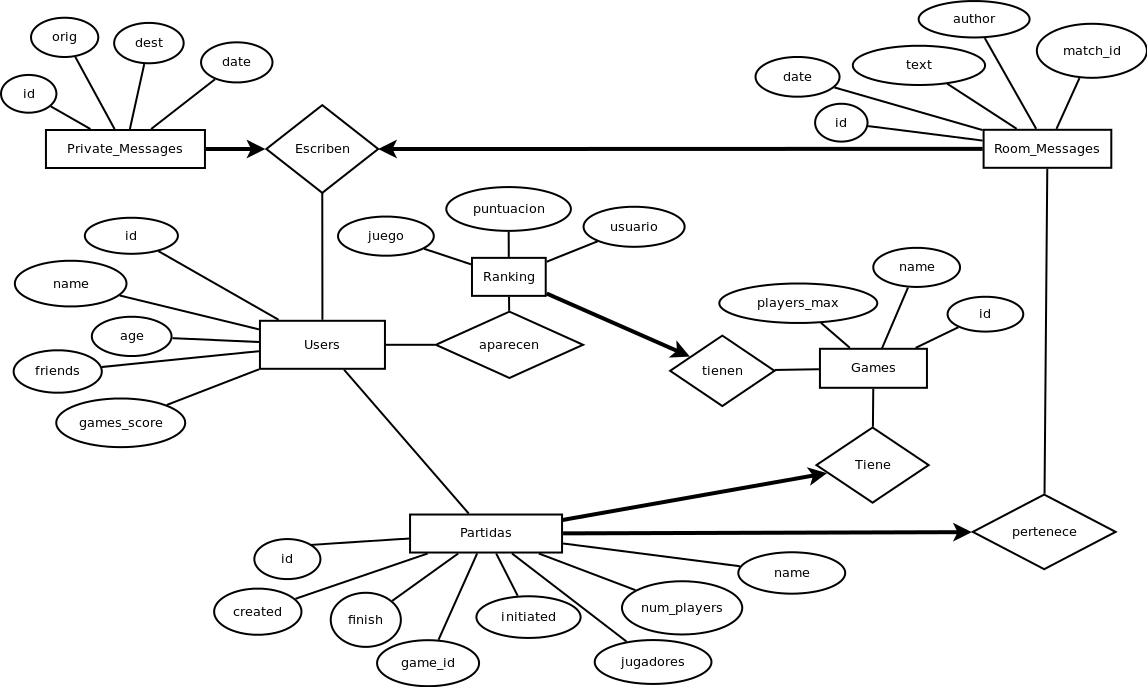 author
orig
dest
match_id
date
text
date
id
id
Private_Messages
Escriben
Room_Messages
puntuacion
usuario
id
juego
name
Ranking
name
players_max
id
age
Users
aparecen
friends
tienen
Games
games_score
Tiene
Partidas
pertenece
id
name
created
finish
initiated
num_players
game_id
jugadores